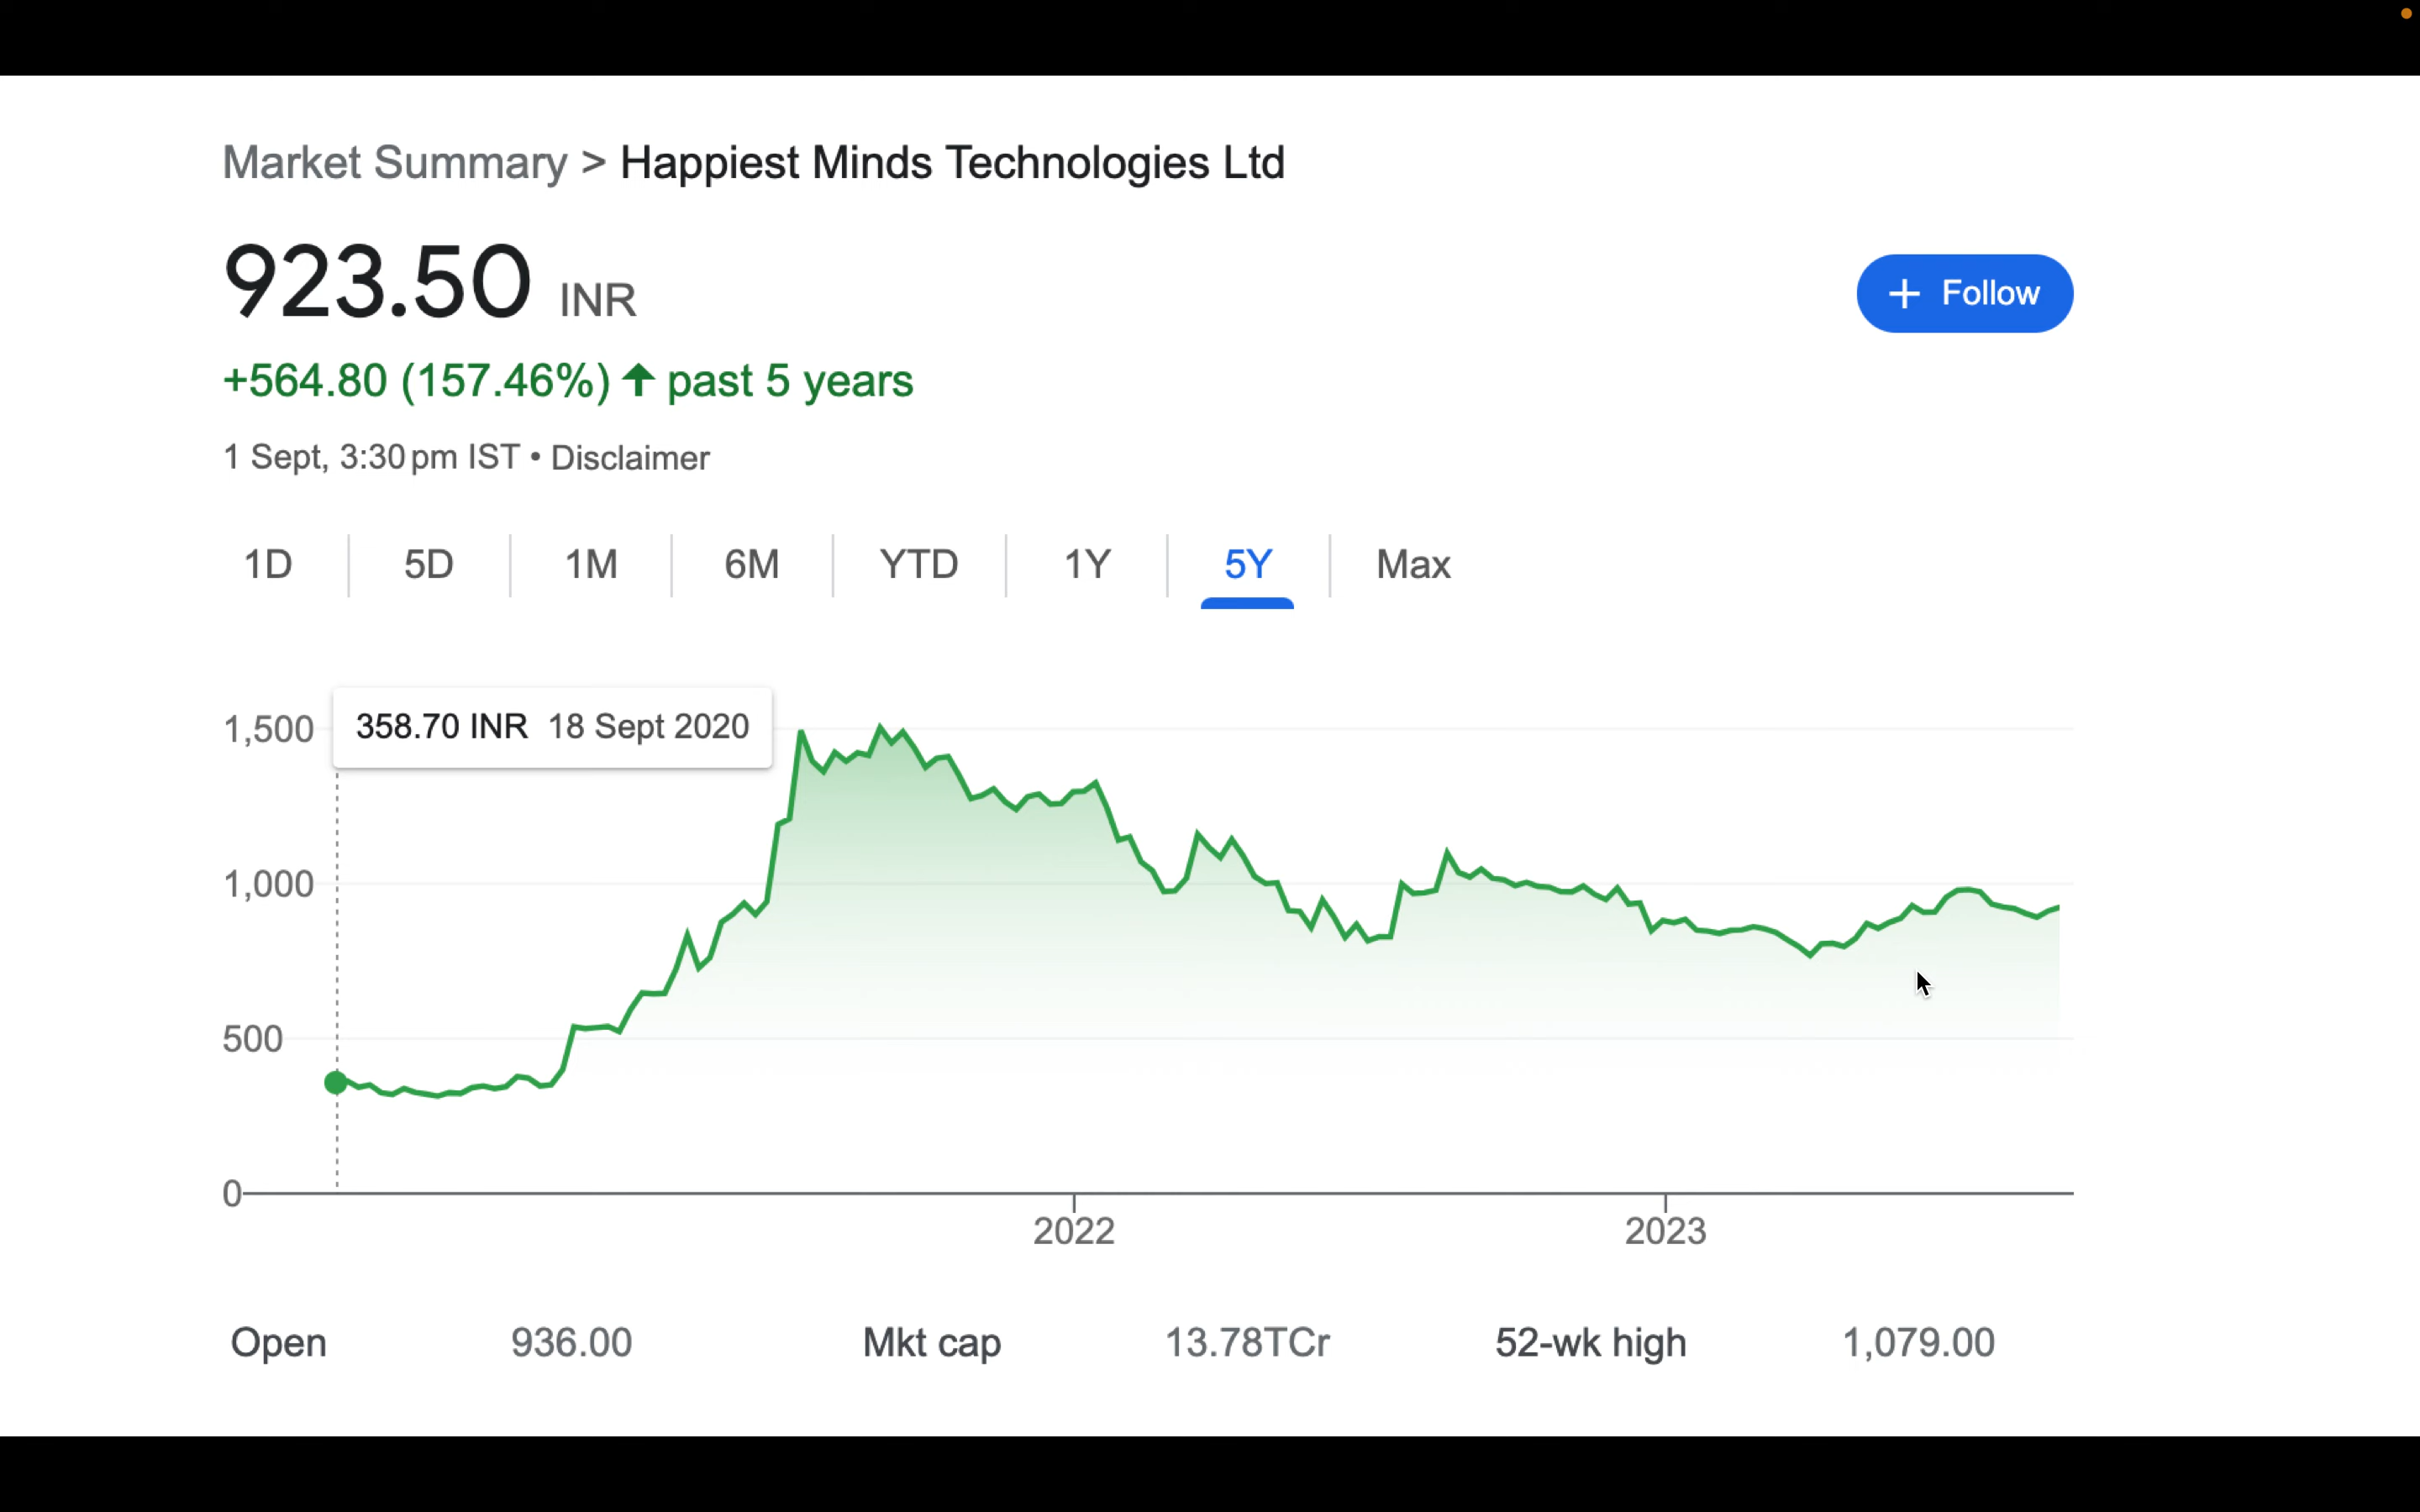 Market Summary > Happiest Minds Technologies Ltd
923.50 INR
+ Follow
+564.80 (157.46%) ↑ past 5 years
1 Sept, 3:30 pm IST • Disclaimer
1D 5D 1M 6M YTD 1Y 5Y Max
358.70 INR 18 Sept 2020
1,500
1,000
500
0
2022 2023
Open 936.00 Mkt cap 13.78TCr 52-wk high 1,079.00